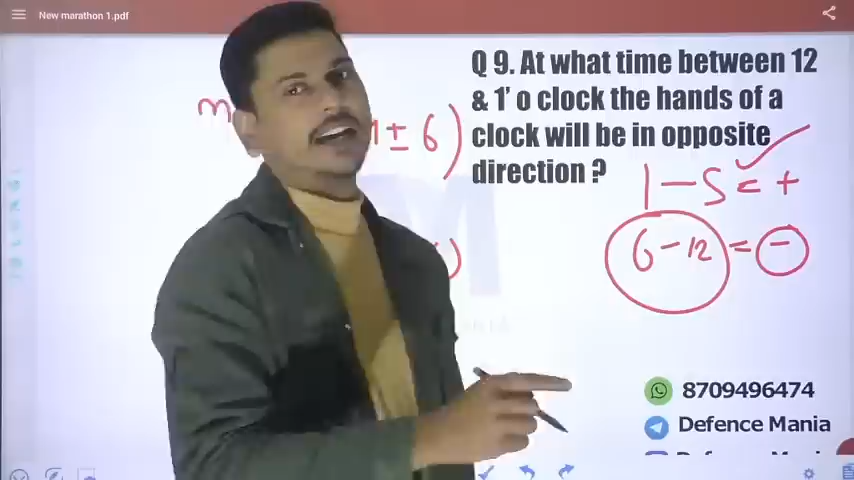 New marathon 1.pdf
Q 9. At what time between 12
& 1' o clock the hands of a
clock will be in opposite
direction ?
± 6)
1 - 5 = +
6 - 12 = -
8709496474
Defence Mania